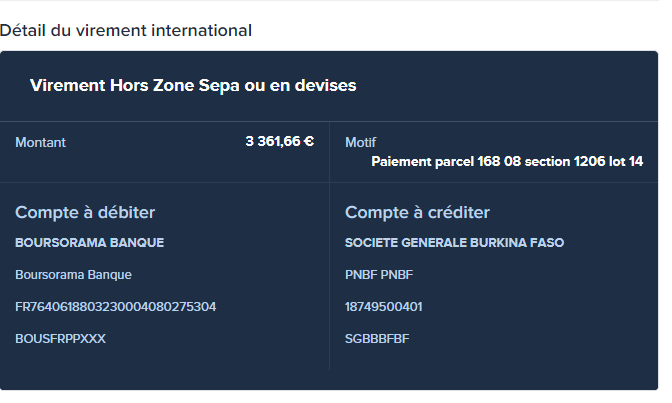 Détail du virement international
Virement Hors Zone Sepa ou en devises
Montant
3 361,66 €
Motif
Paiement parcel 168 08 section 1206 lot 14
Compte à débiter
BOURSORAMA BANQUE
Boursorama Banque
FR7640618803230004080275304
BOUSFRPPXXX
Compte à créditer
SOCIETE GENERALE BURKINA FASO
PNBF PNBF
18749500401
SGBBBFBF